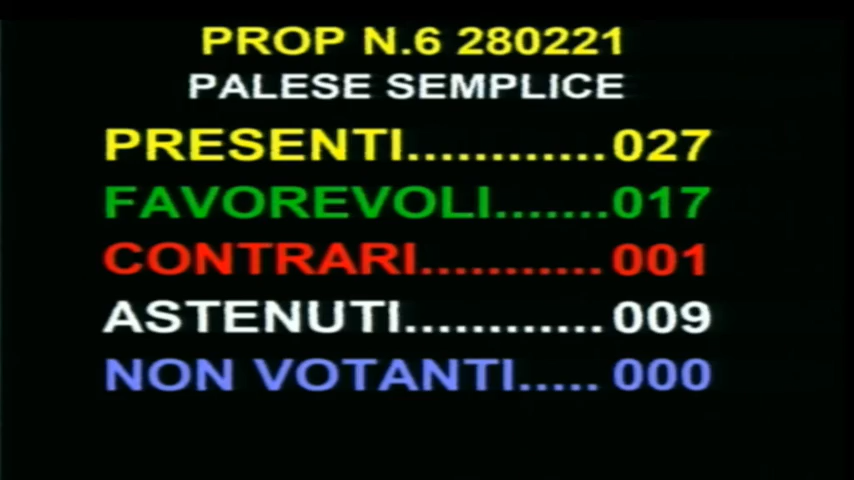 PROP N.6 280221
PALESE SEMPLICE
PRESENTI............027
FAVOREVOLI.......017
CONTRARI...........001
ASTENUTI............009
NON VOTANTI..... 000